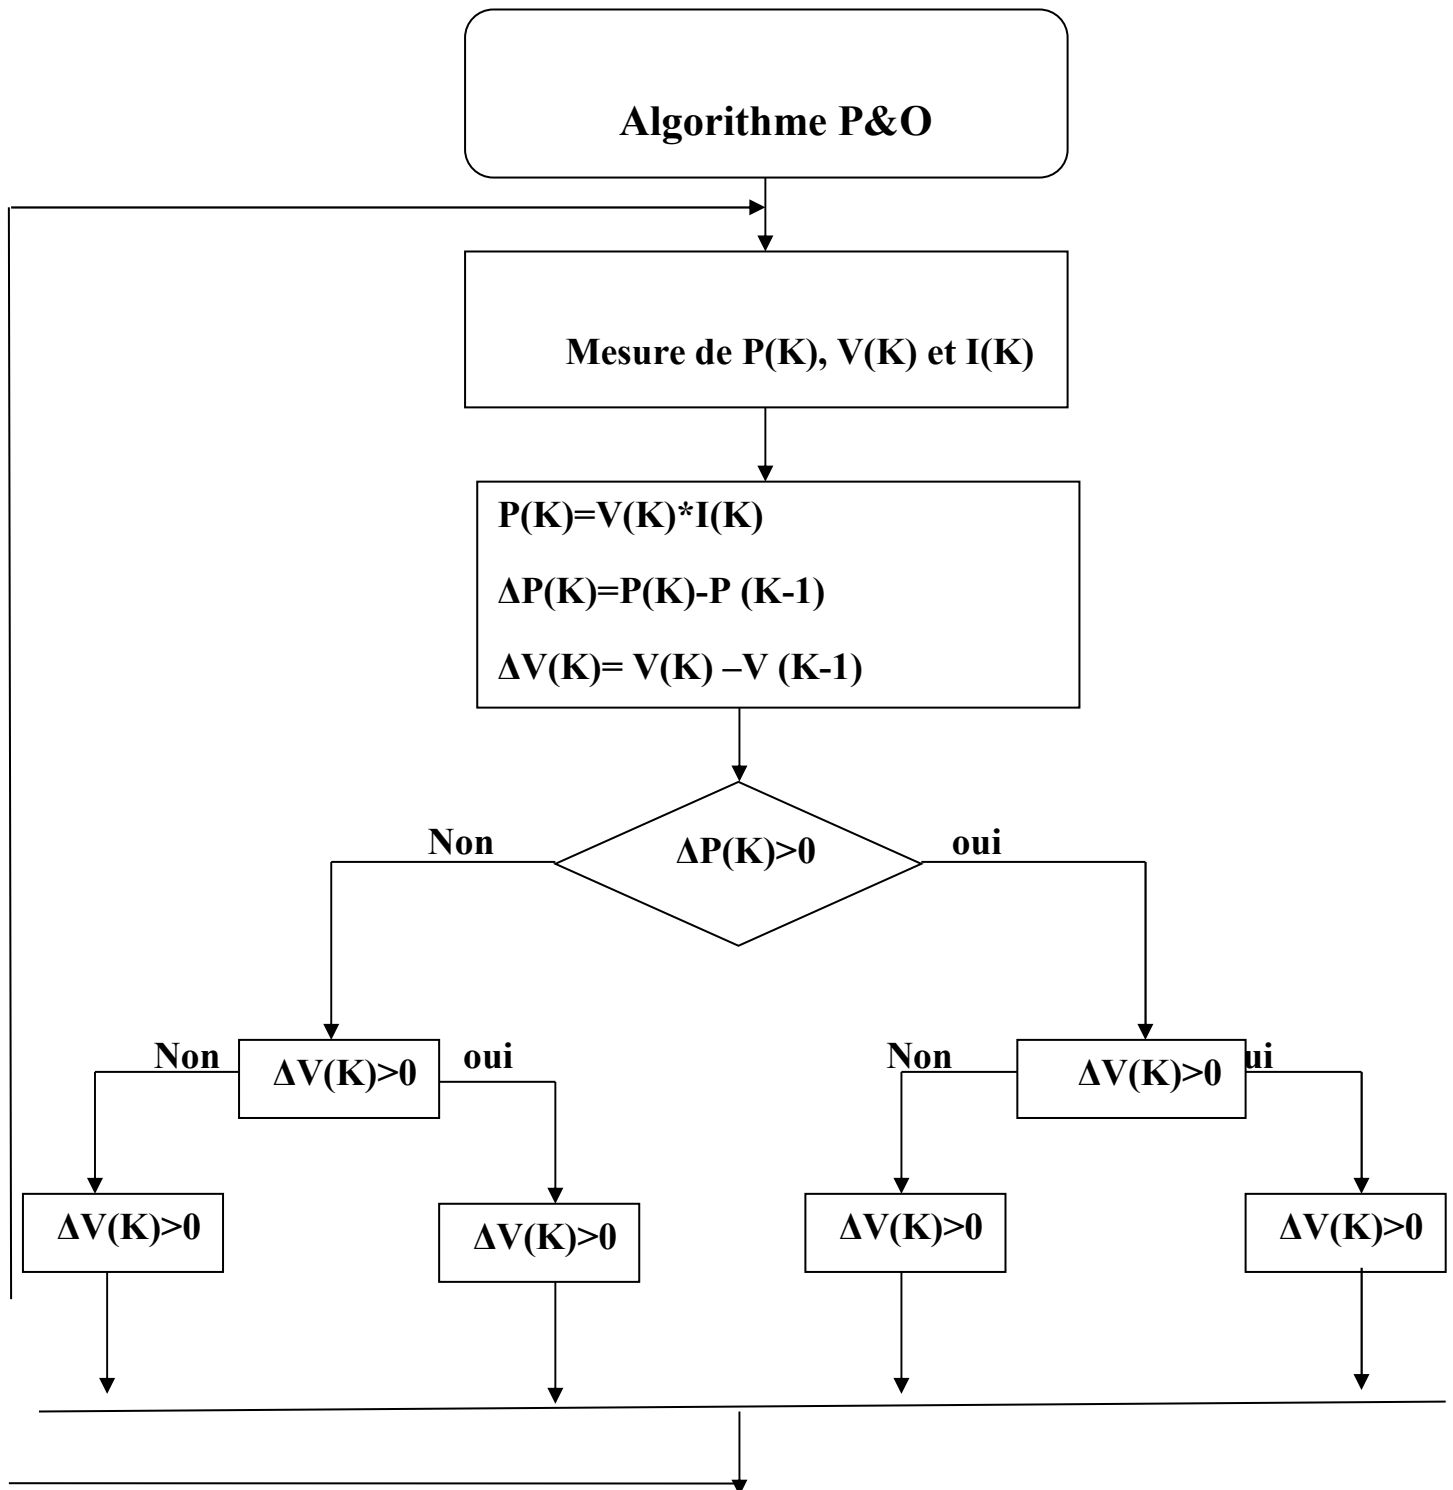 Algorithme P&O
Mesure de P(K), V(K) et I(K)
P(K)=V(K)*I(K)
ΔP(K)=P(K)-P (K-1)
ΔV(K)= V(K) –V (K-1)
Non
ΔP(K)>0
oui
Non
ΔV(K)>0
oui
Non
ΔV(K)>0
ui
ΔV(K)>0
ΔV(K)>0
ΔV(K)>0
ΔV(K)>0